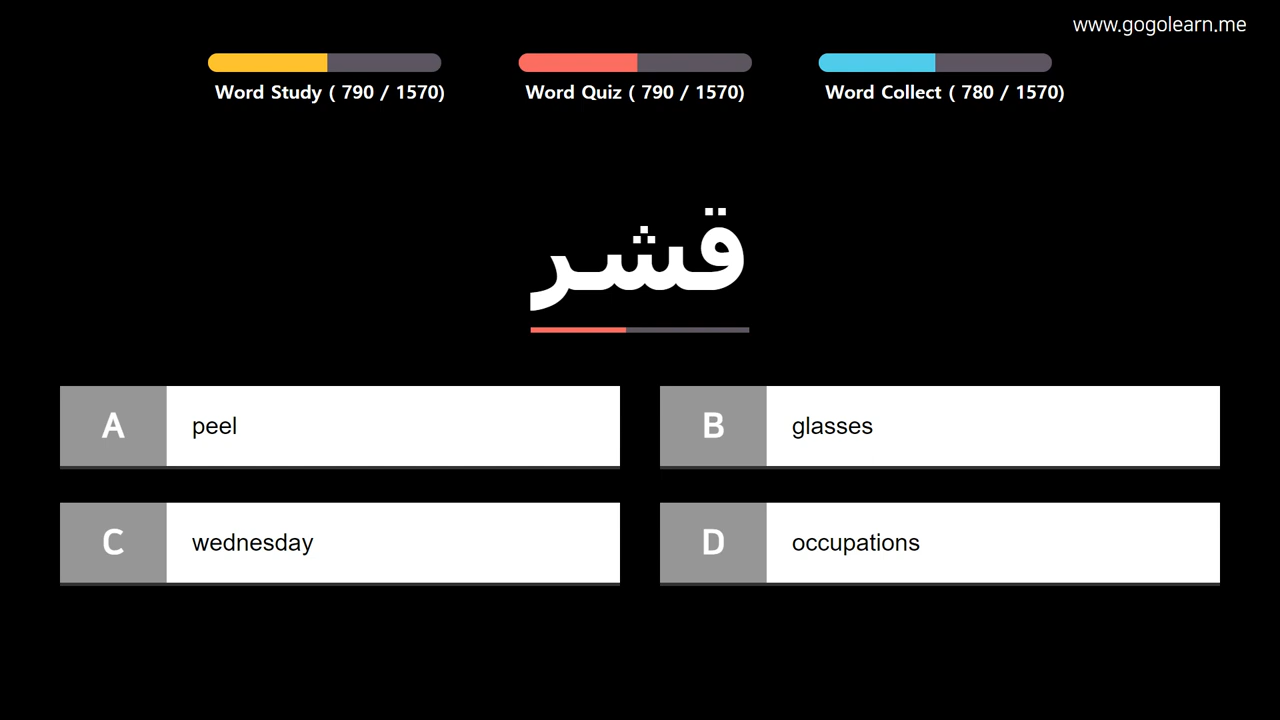 www.gogolearn.me
Word Study ( 790 / 1570)
Word Quiz ( 790 / 1570)
Word Collect ( 780 / 1570)
قشر
A peel
B glasses
C wednesday
D occupations